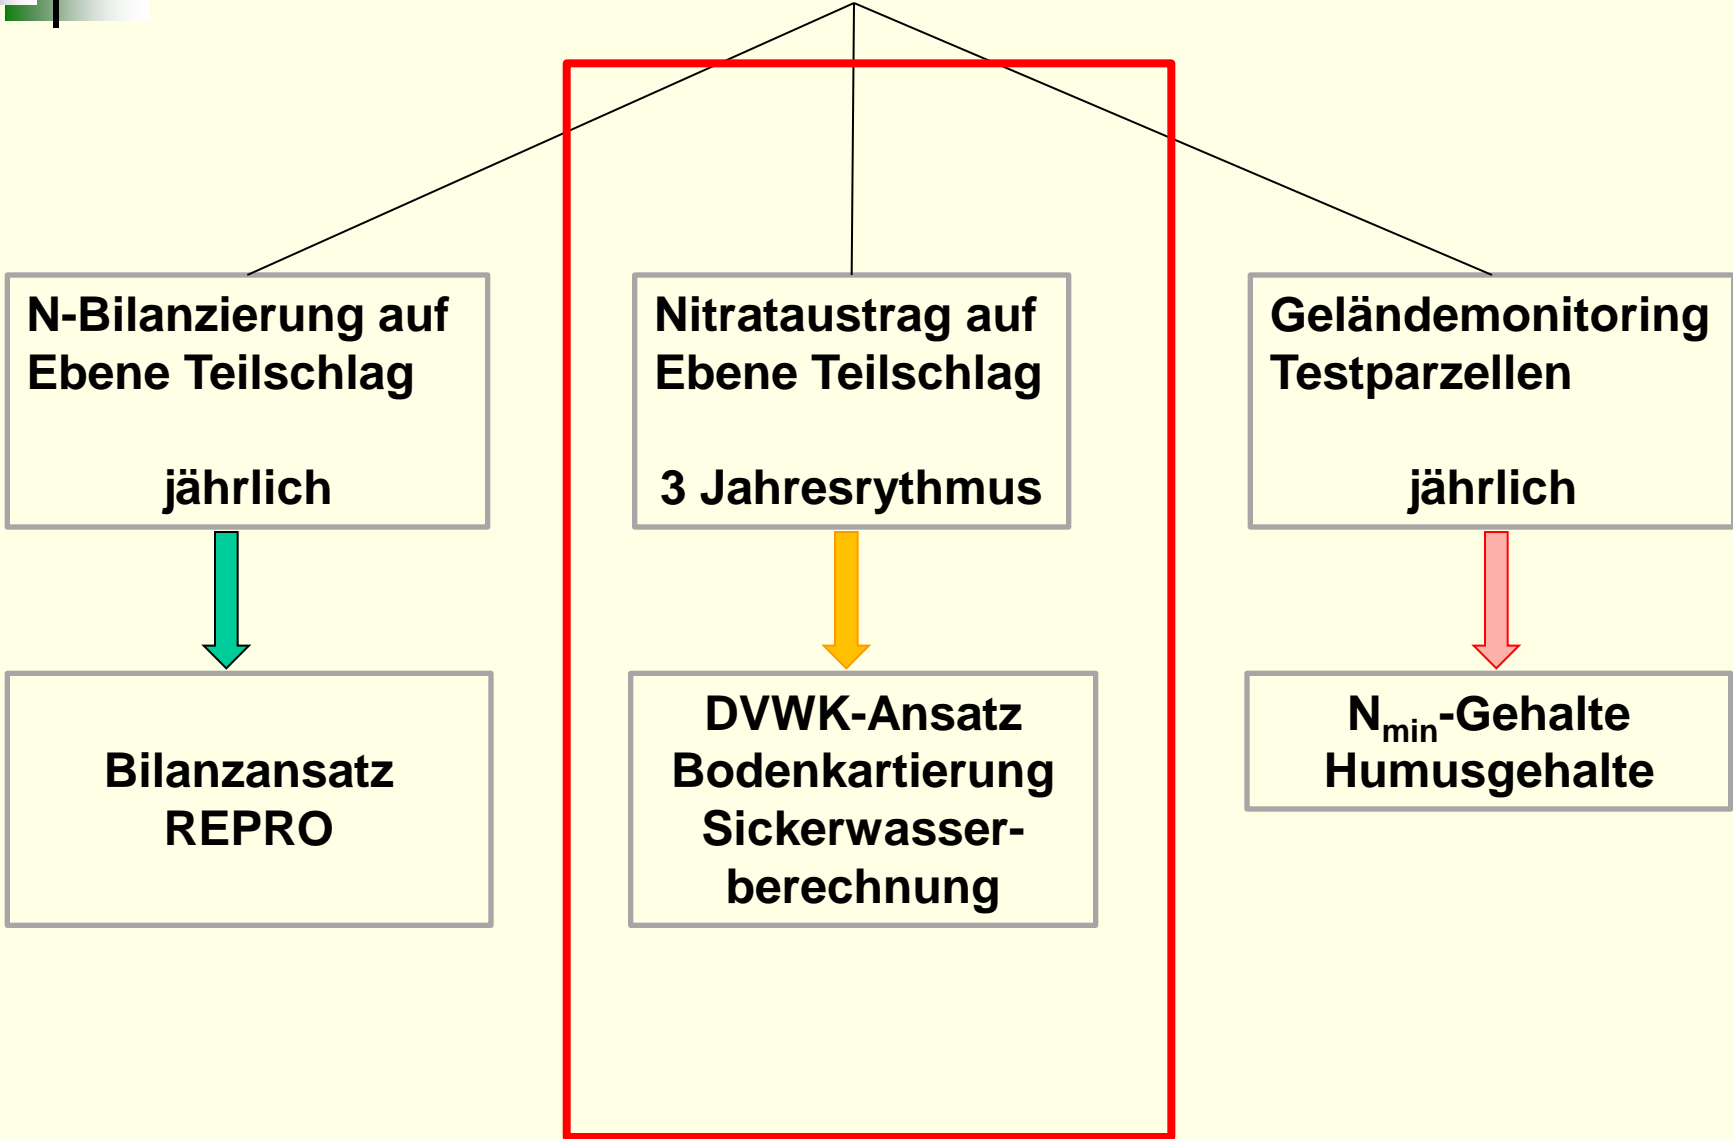 N-Bilanzierung auf
Ebene Teilschlag
jährlich
Nitrataustrag auf
Ebene Teilschlag
3 Jahresrythmus
Geländemonitoring
Testparzellen
jährlich
Bilanzansatz
REPRO
DVWK-Ansatz
Bodenkartierung
Sickerwasser-
berechnung
Nmin-Gehalte
Humusgehalte